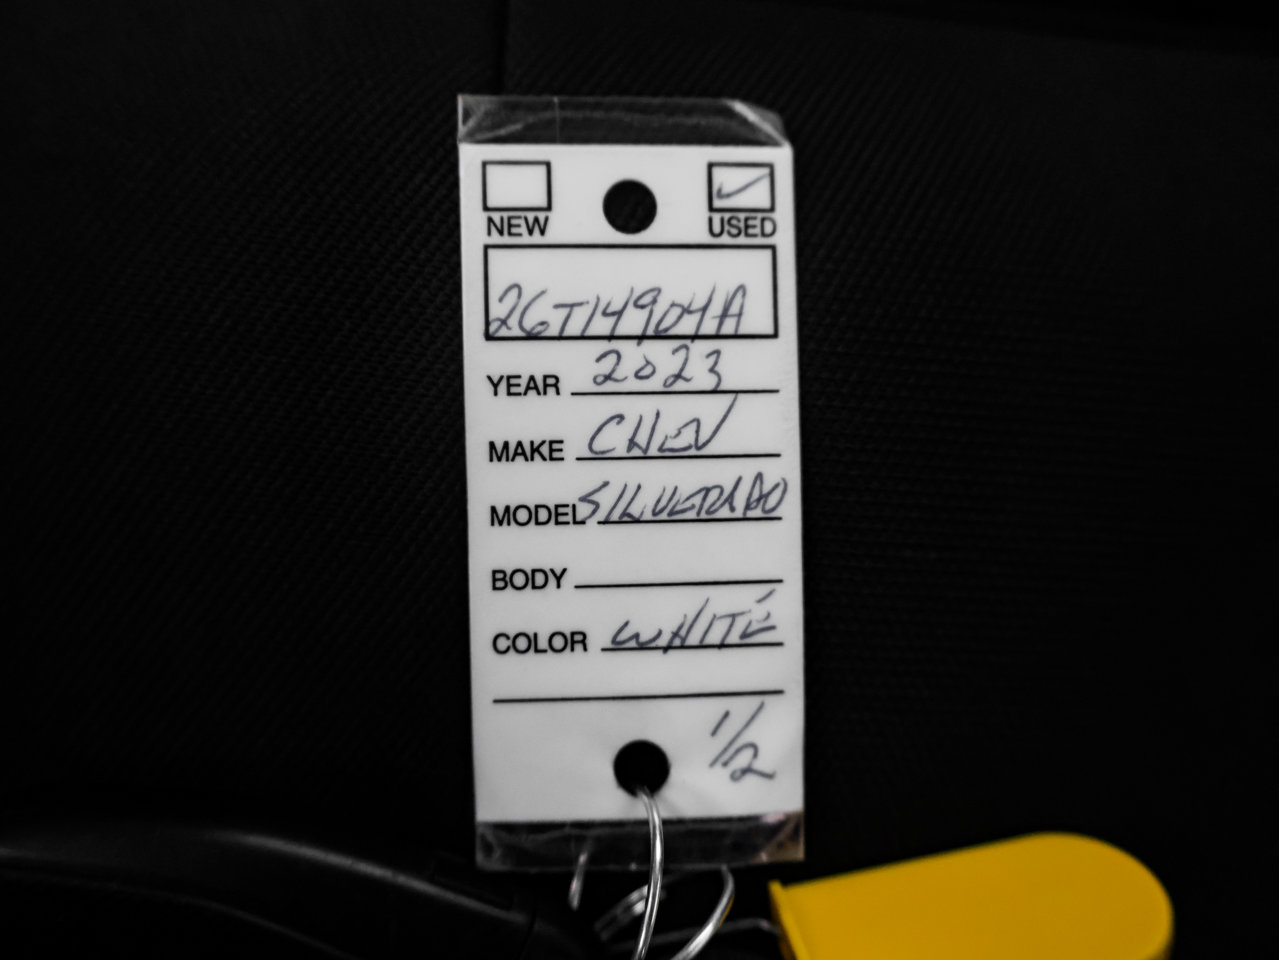 NEW USED
26T14904A
YEAR 2023
MAKE CHEV
MODEL SILVERADO
BODY
COLOR WHITE
1/2